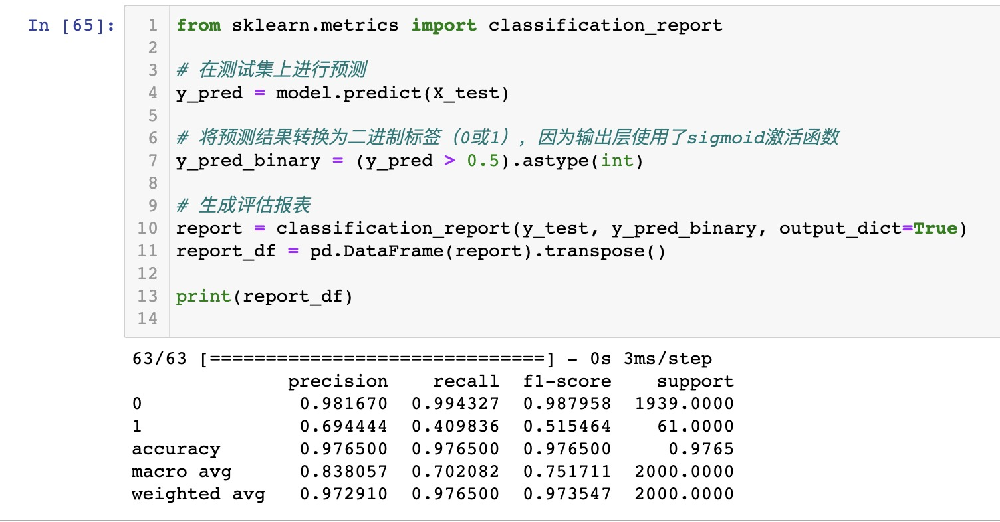 In [65]:
1 from sklearn.metrics import classification_report
2
3 # 在测试集上进行预测
4 y_pred = model.predict(X_test)
5
6 # 将预测结果转换为二进制标签（0或1），因为输出层使用了sigmoid激活函数
7 y_pred_binary = (y_pred > 0.5).astype(int)
8
9 # 生成评估报表
10 report = classification_report(y_test, y_pred_binary, output_dict=True)
11 report_df = pd.DataFrame(report).transpose()
12
13 print(report_df)
14
63/63 [==============================] - 0s 3ms/step
precision recall f1-score support
0 0.981670 0.994327 0.987958 1939.0000
1 0.694444 0.409836 0.515464 61.0000
accuracy 0.976500 0.976500 0.976500 0.9765
macro avg 0.838057 0.702082 0.751711 2000.0000
weighted avg 0.972910 0.976500 0.973547 2000.0000